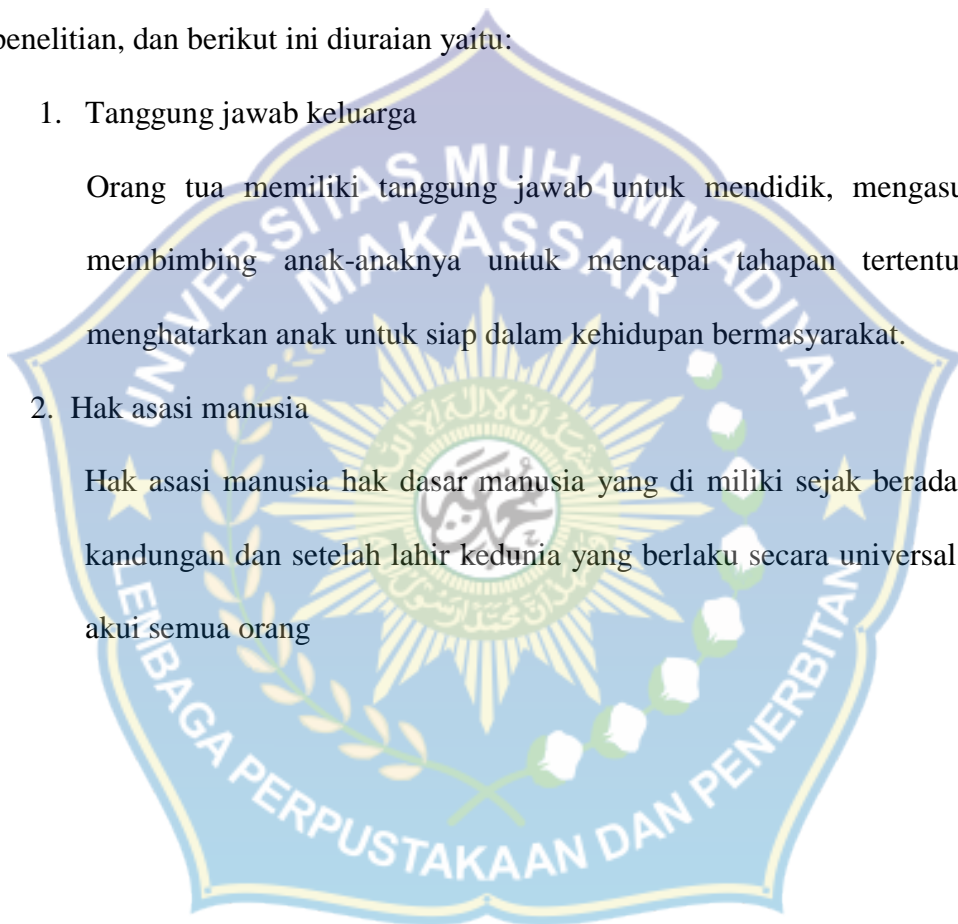 penelitian, dan berikut ini diuraian yaitu:
1. Tanggung jawab keluarga
Orang tua memiliki tanggung jawab untuk mendidik, mengasu
membimbing anak-anaknya untuk mencapai tahapan tertentu
menghatarkan anak untuk siap dalam kehidupan bermasyarakat.
2. Hak asasi manusia
Hak asasi manusia hak dasar manusia yang di miliki sejak berada
kandungan dan setelah lahir kedunia yang berlaku secara universal
akui semua orang
UNIVERSITAS MUHAMMADIYAH
MAKASSAR
LEMBAGA PERPUSTAKAAN DAN PENERBITAN